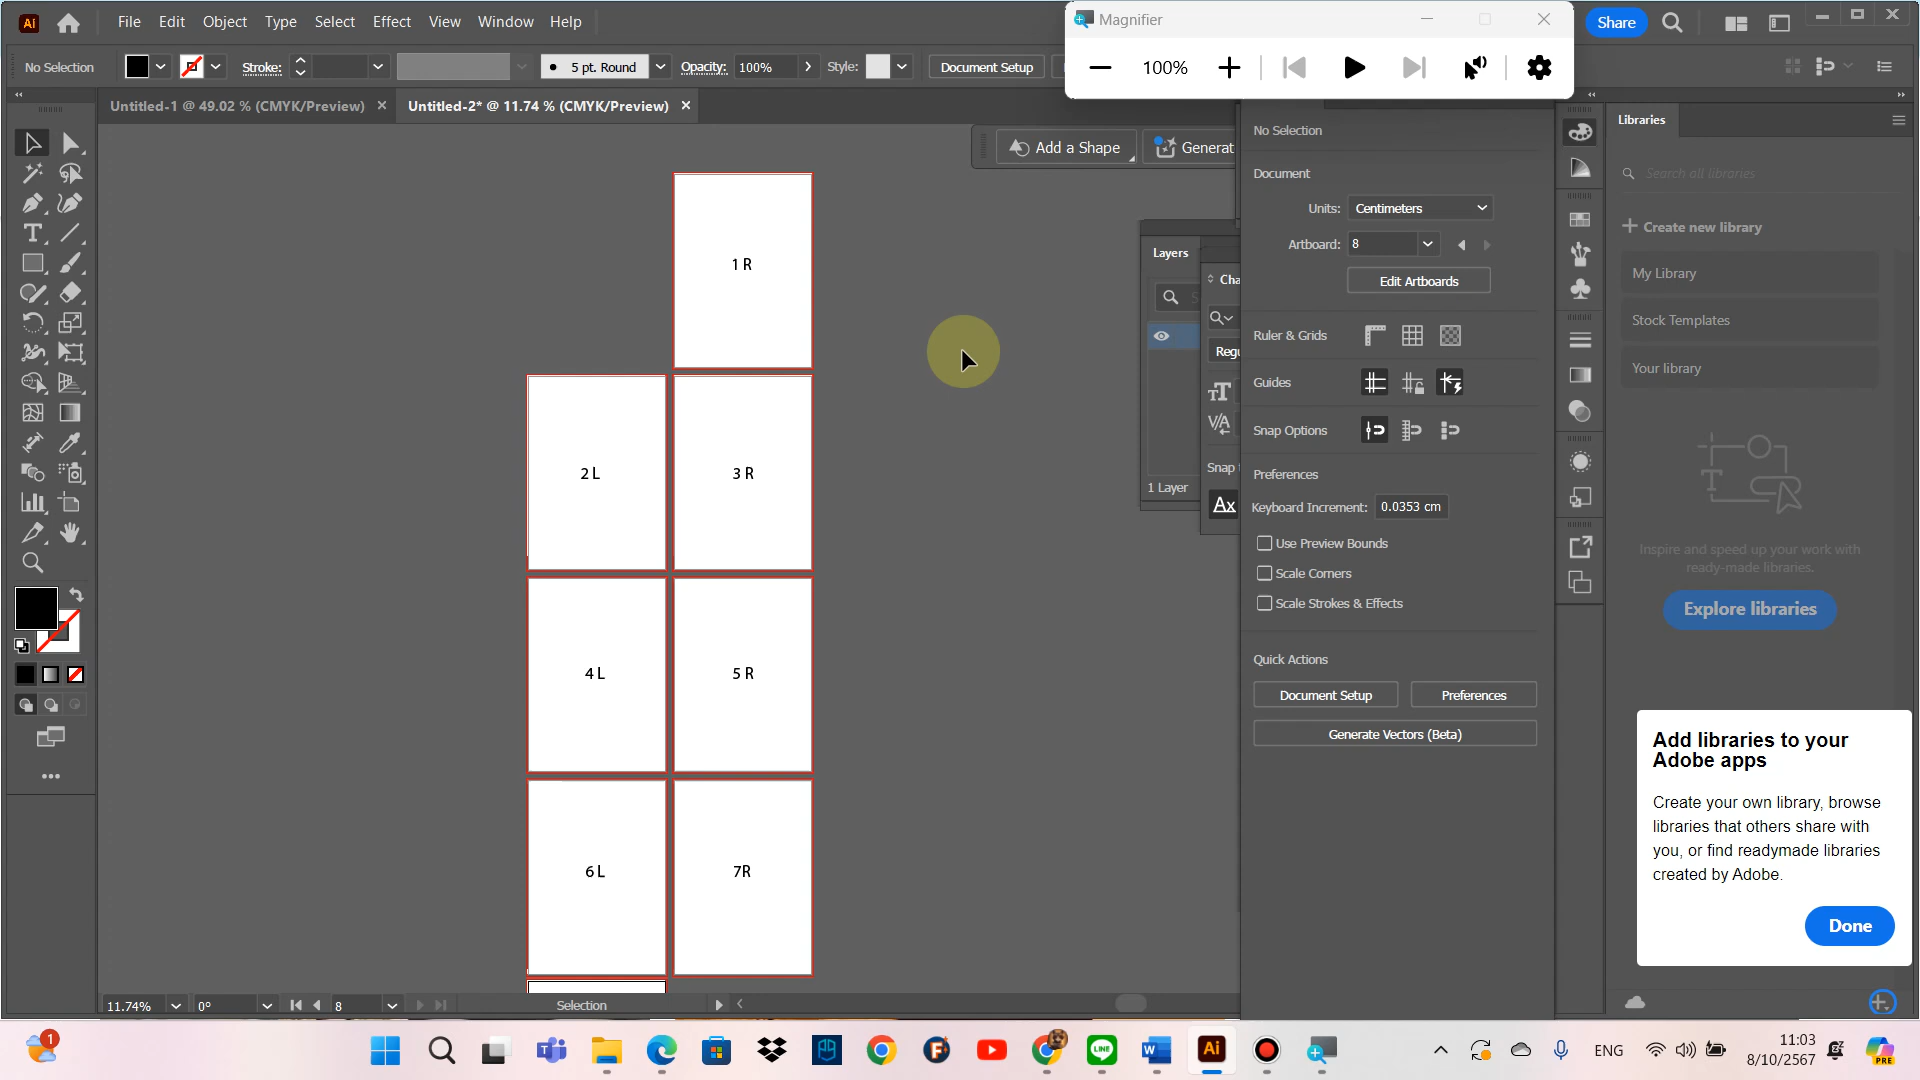 Ai File Edit Object Type Select Effect View Window Help
Magnifier
Share
No Selection Stroke: 5 pt. Round Opacity: 100% Style: Document Setup
100%
Untitled-1 @ 49.02 % (CMYK/Preview) Untitled-2* @ 11.74 % (CMYK/Preview)
Add a Shape Generat
No Selection
Document
Units: Centimeters
Artboard: 8
Edit Artboards
Ruler & Grids
Guides
Snap Options
Preferences
Keyboard Increment: 0.0353 cm
Use Preview Bounds
Scale Corners
Scale Strokes & Effects
Quick Actions
Document Setup Preferences
Generate Vectors (Beta)
Layers
Cha
Regu
Snap
1 Layer
Ax
1 R
2 L
3 R
4 L
5 R
6 L
7R
Libraries
Search all libraries
Create new library
My Library
Stock Templates
Your library
Inspire and speed up your work with
ready-made libraries.
Explore libraries
Add libraries to your
Adobe apps
Create your own library, browse
libraries that others share with
you, or find readymade libraries
created by Adobe.
Done
11.74% 0° 8 Selection
1
LINE
Ai
ENG
11:03
8/10/2567
PRE